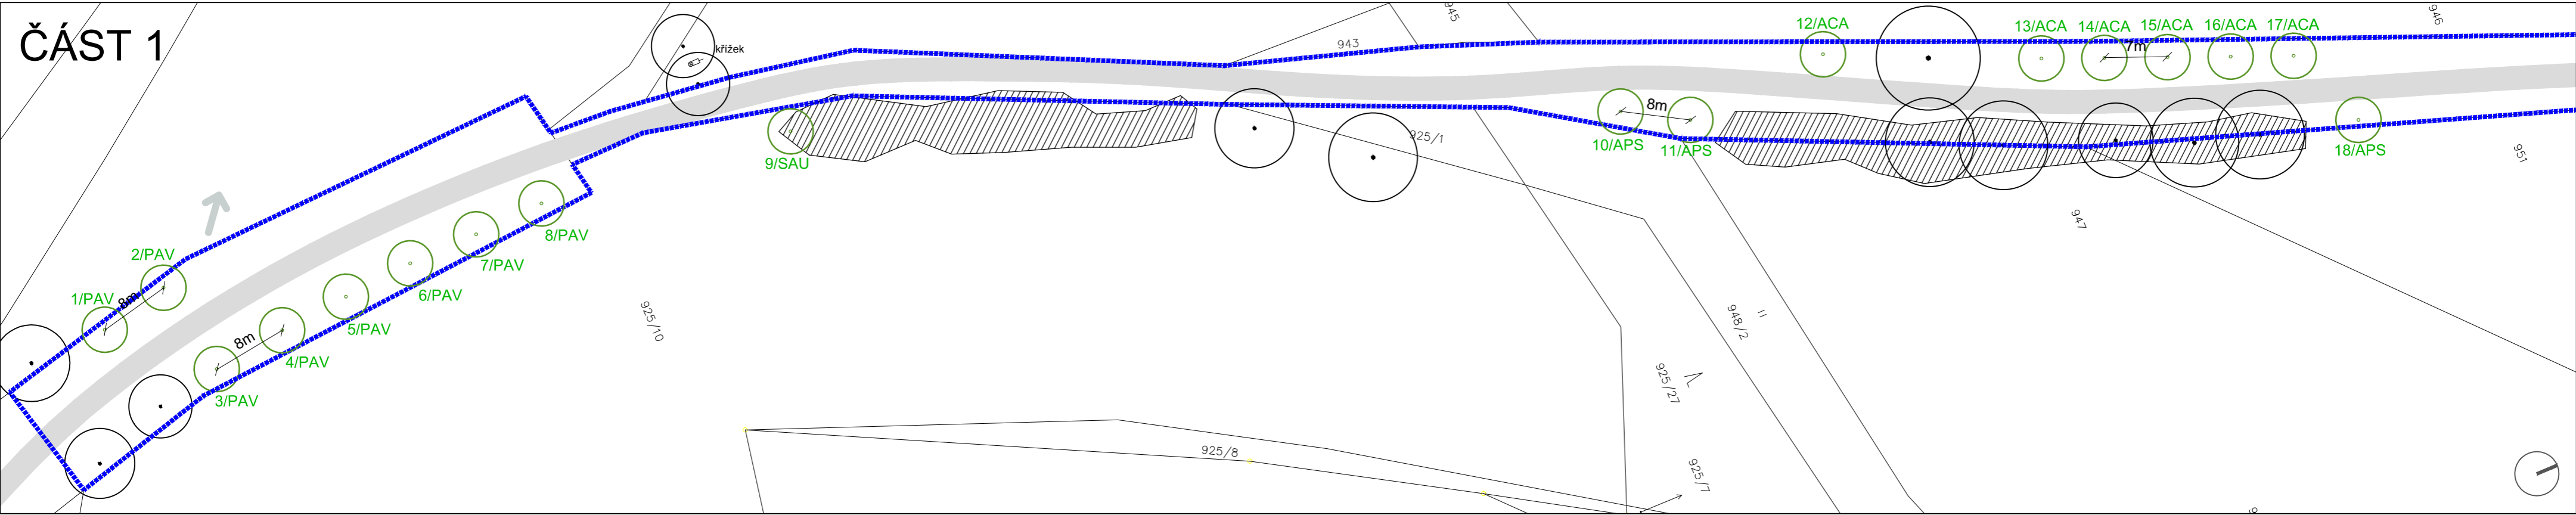 ČÁST 1
křížek
943
945
946
12/ACA
13/ACA
14/ACA
15/ACA
16/ACA
17/ACA
7m
8m
925/1
9/SAU
10/APS
11/APS
18/APS
951
947
2/PAV
1/PAV
8m
8/PAV
7/PAV
6/PAV
5/PAV
8m
4/PAV
3/PAV
925/10
948/2
925/27
925/8
925/7